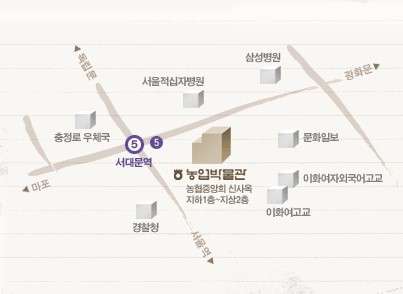 독립문
삼성병원
광화문
서울적십자병원
충정로 우체국
5
5
문화일보
서대문역
농업박물관
농협중앙회 신사옥
지하1층~지상2층
이화여자외국어고교
마포
이화여고교
경찰청
서울역